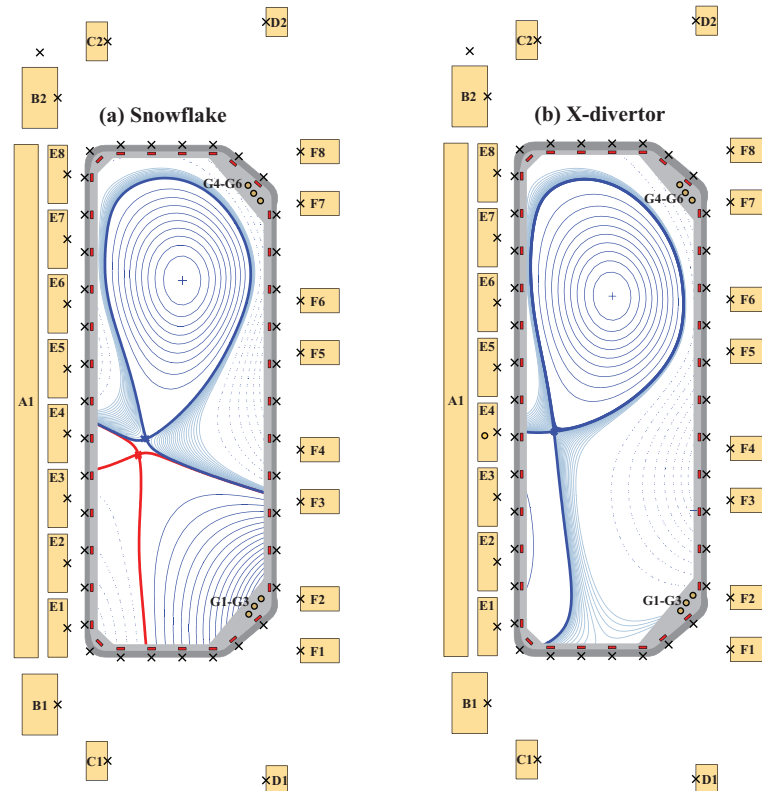 C2
D2
B2
(a) Snowflake
E8
F8
G4-G6
F7
E7
E6
F6
E5
F5
A1
E4
F4
E3
F3
E2
G1-G3
F2
E1
F1
B1
C1
D1
C2
D2
B2
(b) X-divertor
E8
F8
G4-G6
F7
E7
E6
F6
E5
F5
A1
E4
F4
E3
F3
E2
G1-G3
F2
E1
F1
B1
C1
D1